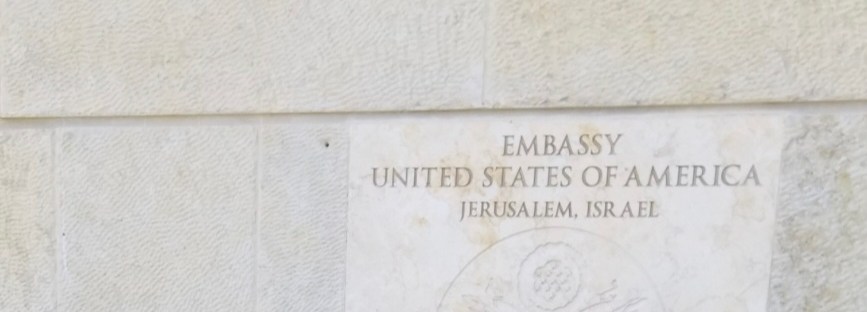 EMBASSY
UNITED STATES OF AMERICA
JERUSALEM, ISRAEL